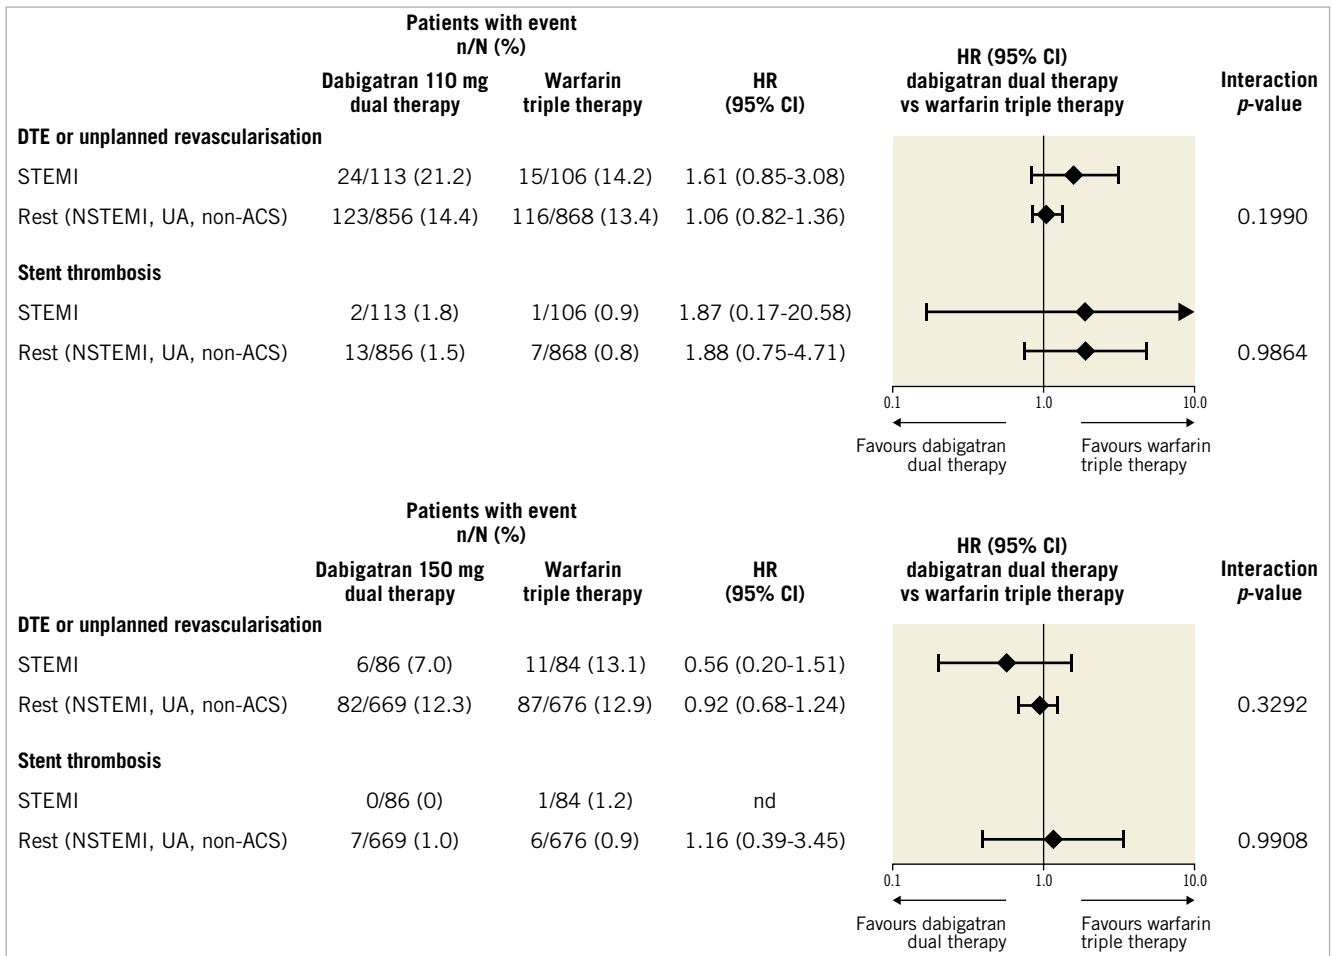 Patients with event
n/N (%)
HR (95% CI)
Dabigatran 110 mg Warfarin HR dabigatran dual therapy Interaction
dual therapy triple therapy (95% CI) vs warfarin triple therapy p-value
DTE or unplanned revascularisation
STEMI 24/113 (21.2) 15/106 (14.2) 1.61 (0.85-3.08)
Rest (NSTEMI, UA, non-ACS) 123/856 (14.4) 116/868 (13.4) 1.06 (0.82-1.36) 0.1990
Stent thrombosis
STEMI 2/113 (1.8) 1/106 (0.9) 1.87 (0.17-20.58)
Rest (NSTEMI, UA, non-ACS) 13/856 (1.5) 7/868 (0.8) 1.88 (0.75-4.71) 0.9864
0.1 1.0 10.0
Favours dabigatran Favours warfarin
dual therapy triple therapy
Patients with event
n/N (%)
HR (95% CI)
Dabigatran 150 mg Warfarin HR dabigatran dual therapy Interaction
dual therapy triple therapy (95% CI) vs warfarin triple therapy p-value
DTE or unplanned revascularisation
STEMI 6/86 (7.0) 11/84 (13.1) 0.56 (0.20-1.51)
Rest (NSTEMI, UA, non-ACS) 82/669 (12.3) 87/676 (12.9) 0.92 (0.68-1.24) 0.3292
Stent thrombosis
STEMI 0/86 (0) 1/84 (1.2) nd
Rest (NSTEMI, UA, non-ACS) 7/669 (1.0) 6/676 (0.9) 1.16 (0.39-3.45) 0.9908
0.1 1.0 10.0
Favours dabigatran Favours warfarin
dual therapy triple therapy